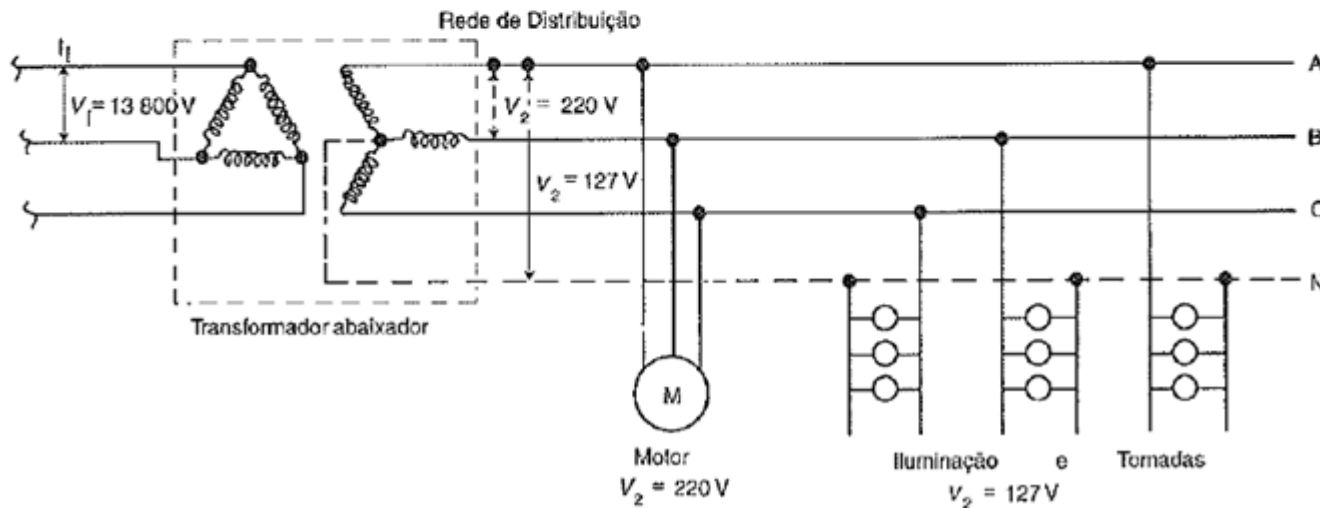 Rede de Distribuição
I₁
V₁ = 13 800 V
V₂ = 220 V
V₂ = 127 V
A
B
C
N
Transformador abaixador
M
Motor
V₂ = 220 V
Iluminação e Tomadas
V₂ = 127 V